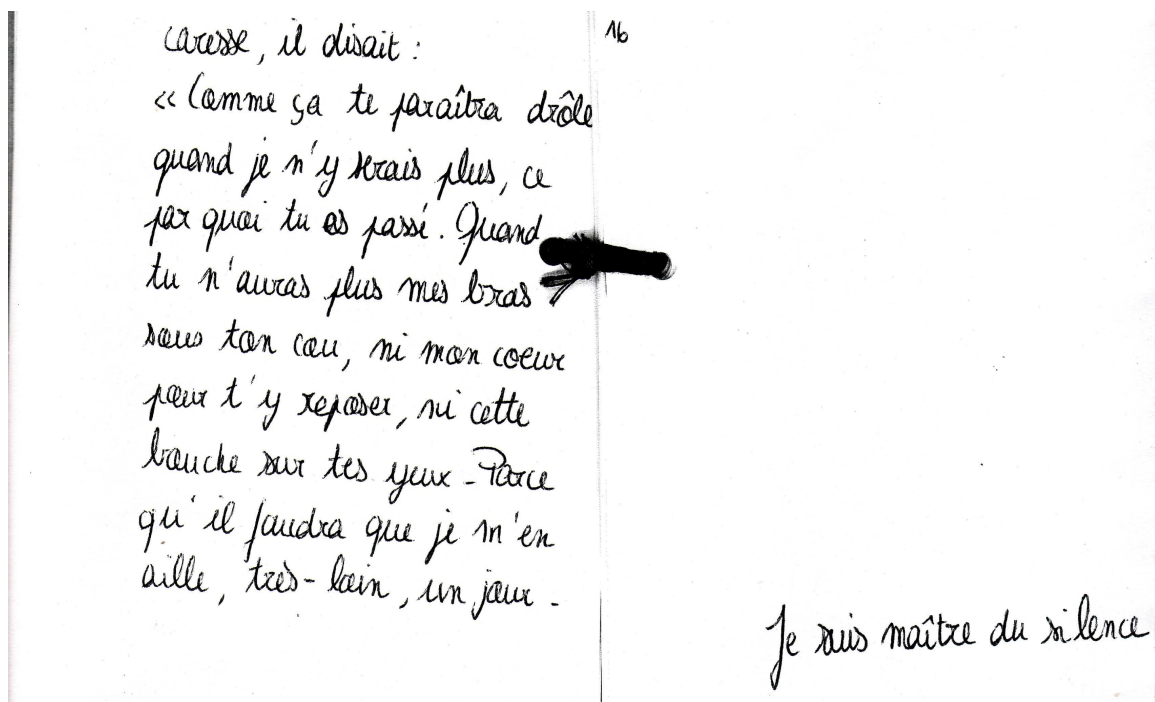 caresse, il disait :
« Comme ça te paraîtra drôle
quand je n'y serais plus, ce
par quoi tu as passé. Quand
tu n'auras plus mes bras
sous ton cou, ni mon coeur
pour t'y reposer, ni cette
bouche sur tes yeux - Parce
qu'il faudra que je m'en
aille, très-loin, un jour -
16
Je suis maître du silence